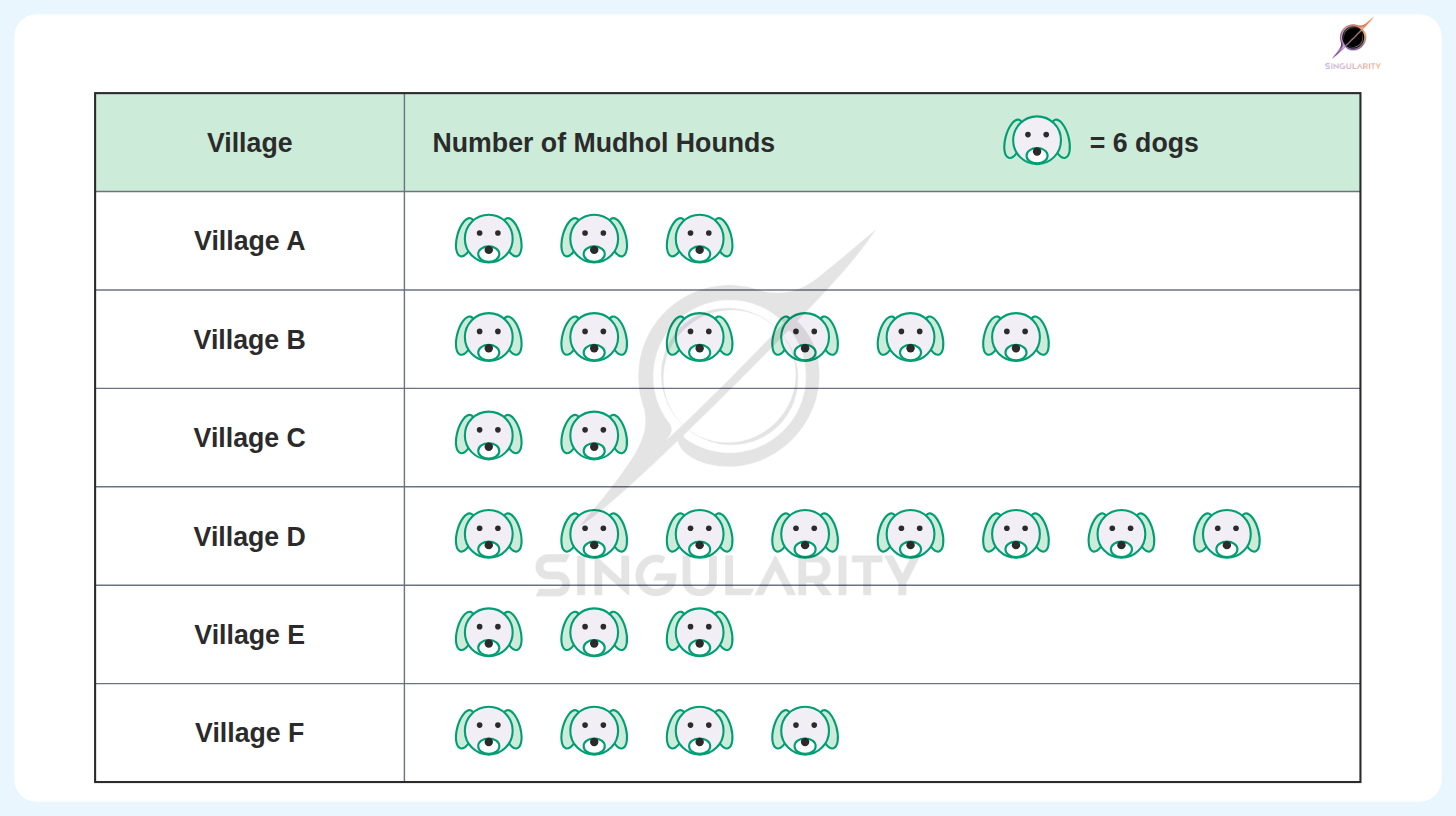 SINGULARITY
Village
Number of Mudhol Hounds
= 6 dogs
Village A
Village B
Village C
Village D
SINGULARITY
Village E
Village F